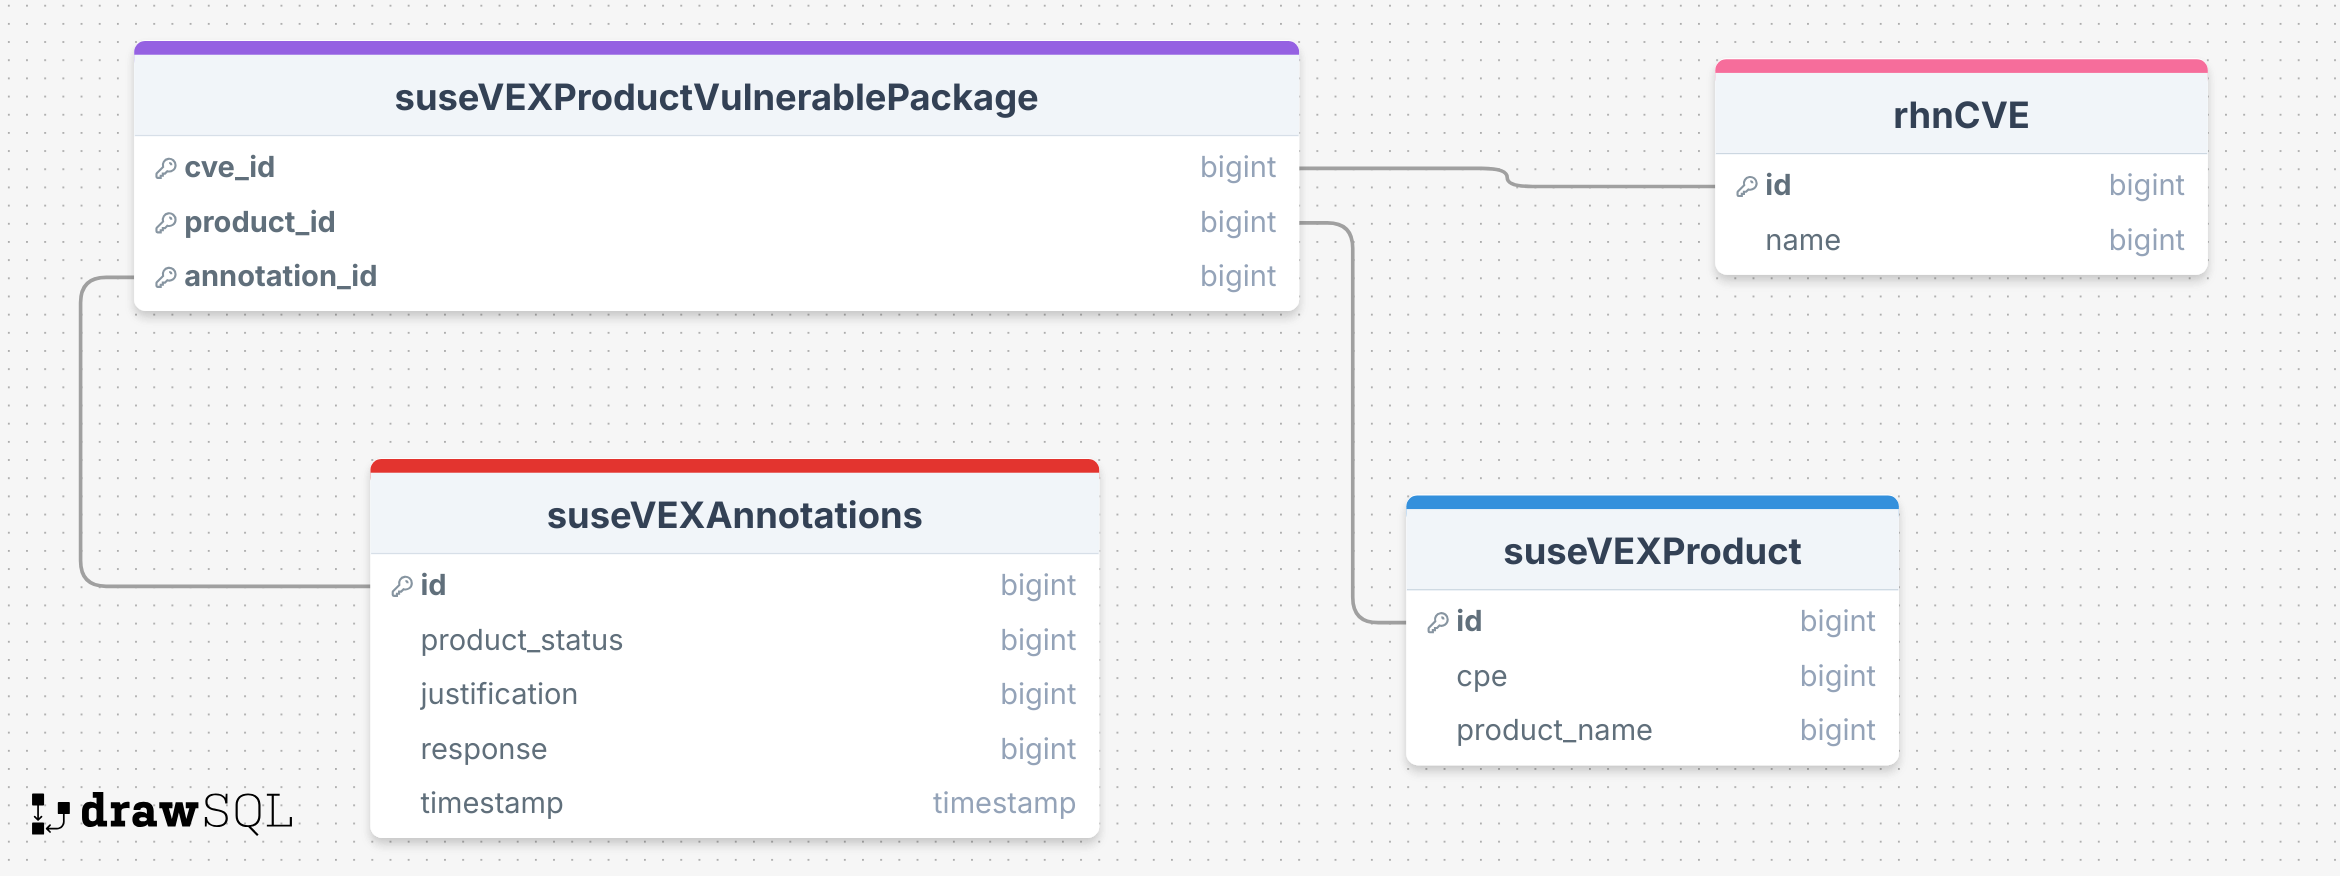 suseVEXProductVulnerablePackage
cve_id bigint
product_id bigint
annotation_id bigint
rhnCVE
id bigint
name bigint
suseVEXAnnotations
id bigint
product_status bigint
justification bigint
response bigint
timestamp timestamp
suseVEXProduct
id bigint
cpe bigint
product_name bigint
drawSQL